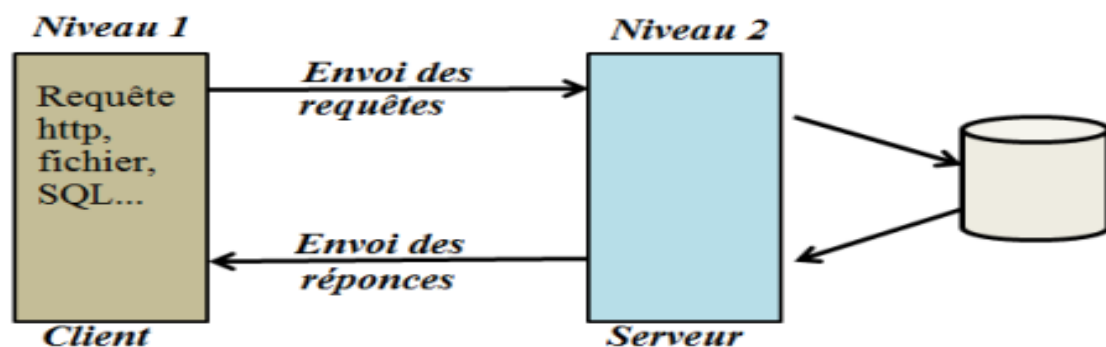 Niveau 1
Niveau 2
Requête
http,
fichier,
SQL...
Envoi des
requêtes
Envoi des
réponces
Client
Serveur